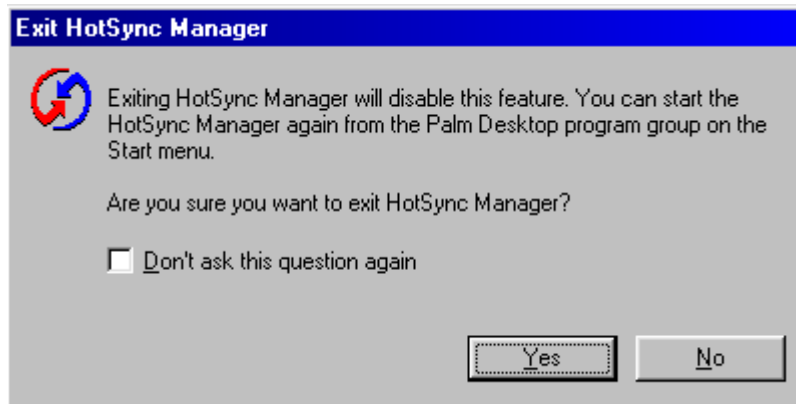 Exit HotSync Manager
Exiting HotSync Manager will disable this feature. You can start the
HotSync Manager again from the Palm Desktop program group on the
Start menu.
Are you sure you want to exit HotSync Manager?
Don't ask this question again
Yes No